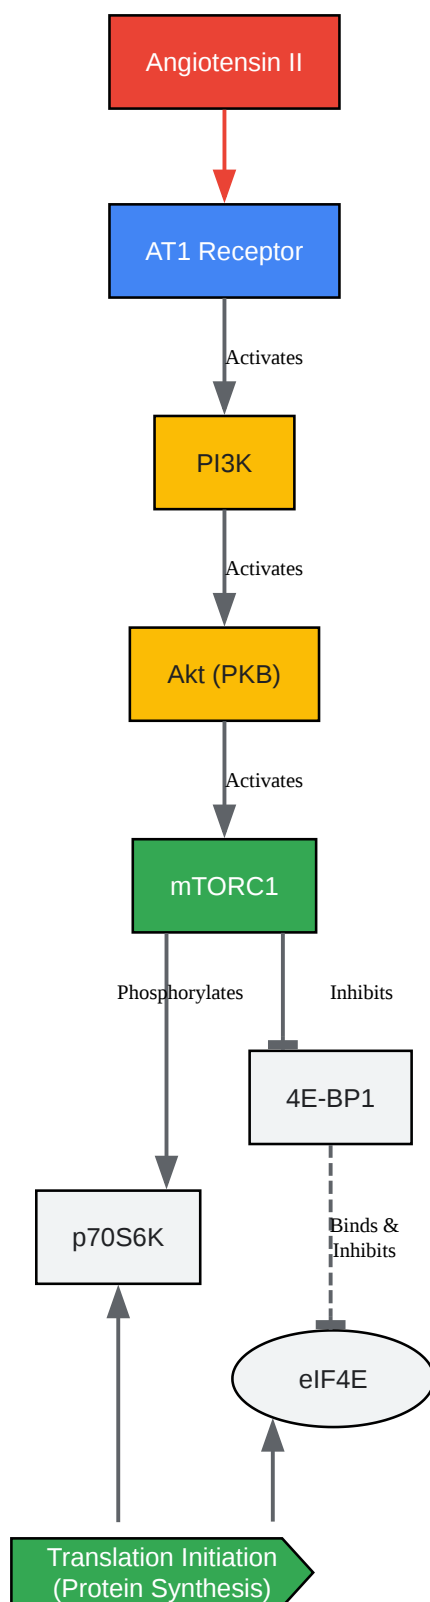 Angiotensin II
AT1 Receptor
Activates
PI3K
Activates
Akt (PKB)
Activates
mTORC1
Phosphorylates
Inhibits
4E-BP1
p70S6K
Binds &
Inhibits
eIF4E
Translation Initiation
(Protein Synthesis)